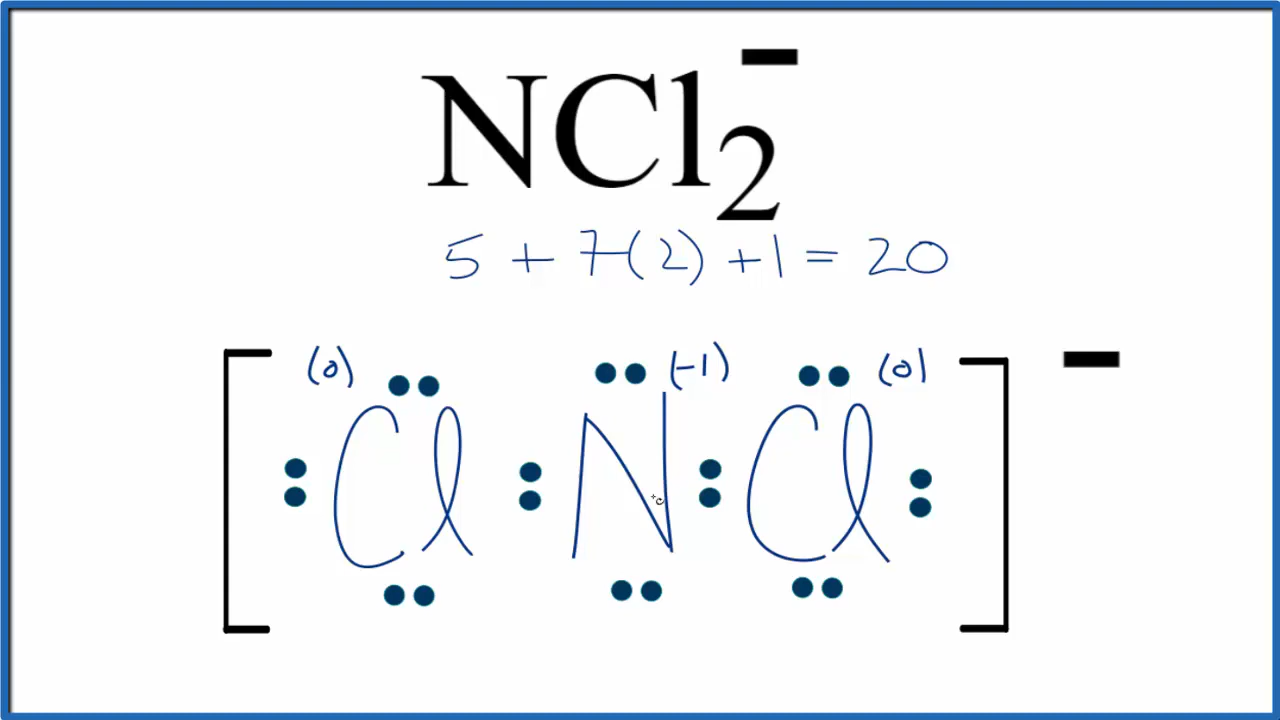 NCl₂⁻
5 + 7(2) + 1 = 20
(0) (-1) (0)
[Cl N Cl]⁻